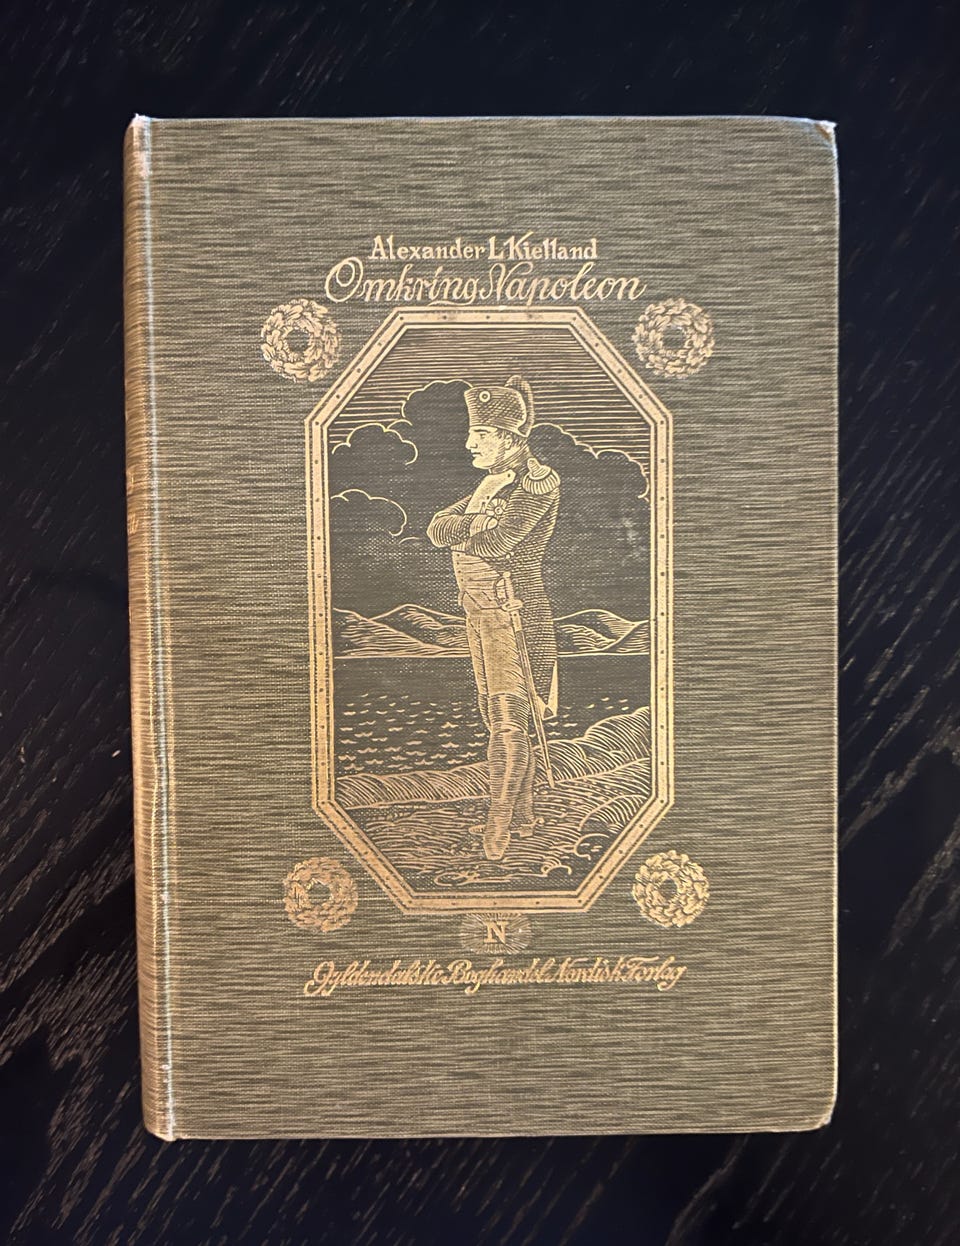 Alexander L Kielland
Omkring Napoleon
N
Gyldendalske Boghandel Nordisk Forlag